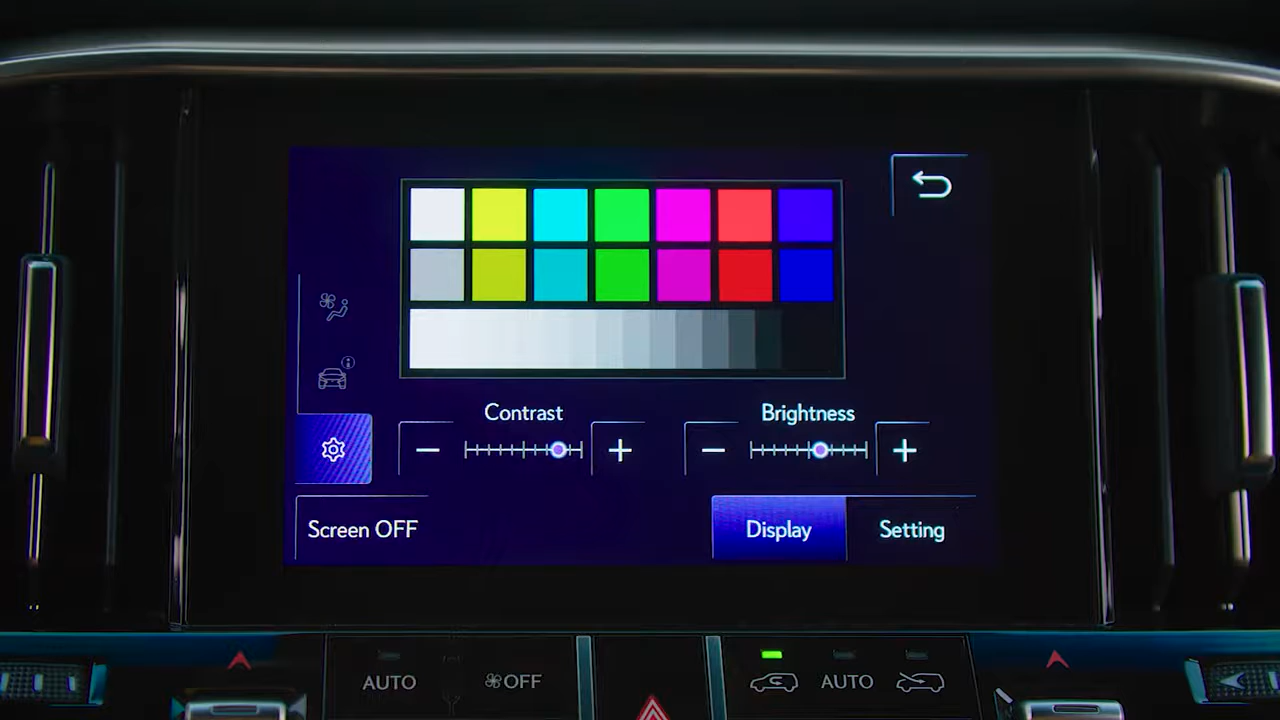 Contrast
Brightness
Screen OFF
Display
Setting
AUTO
OFF
AUTO